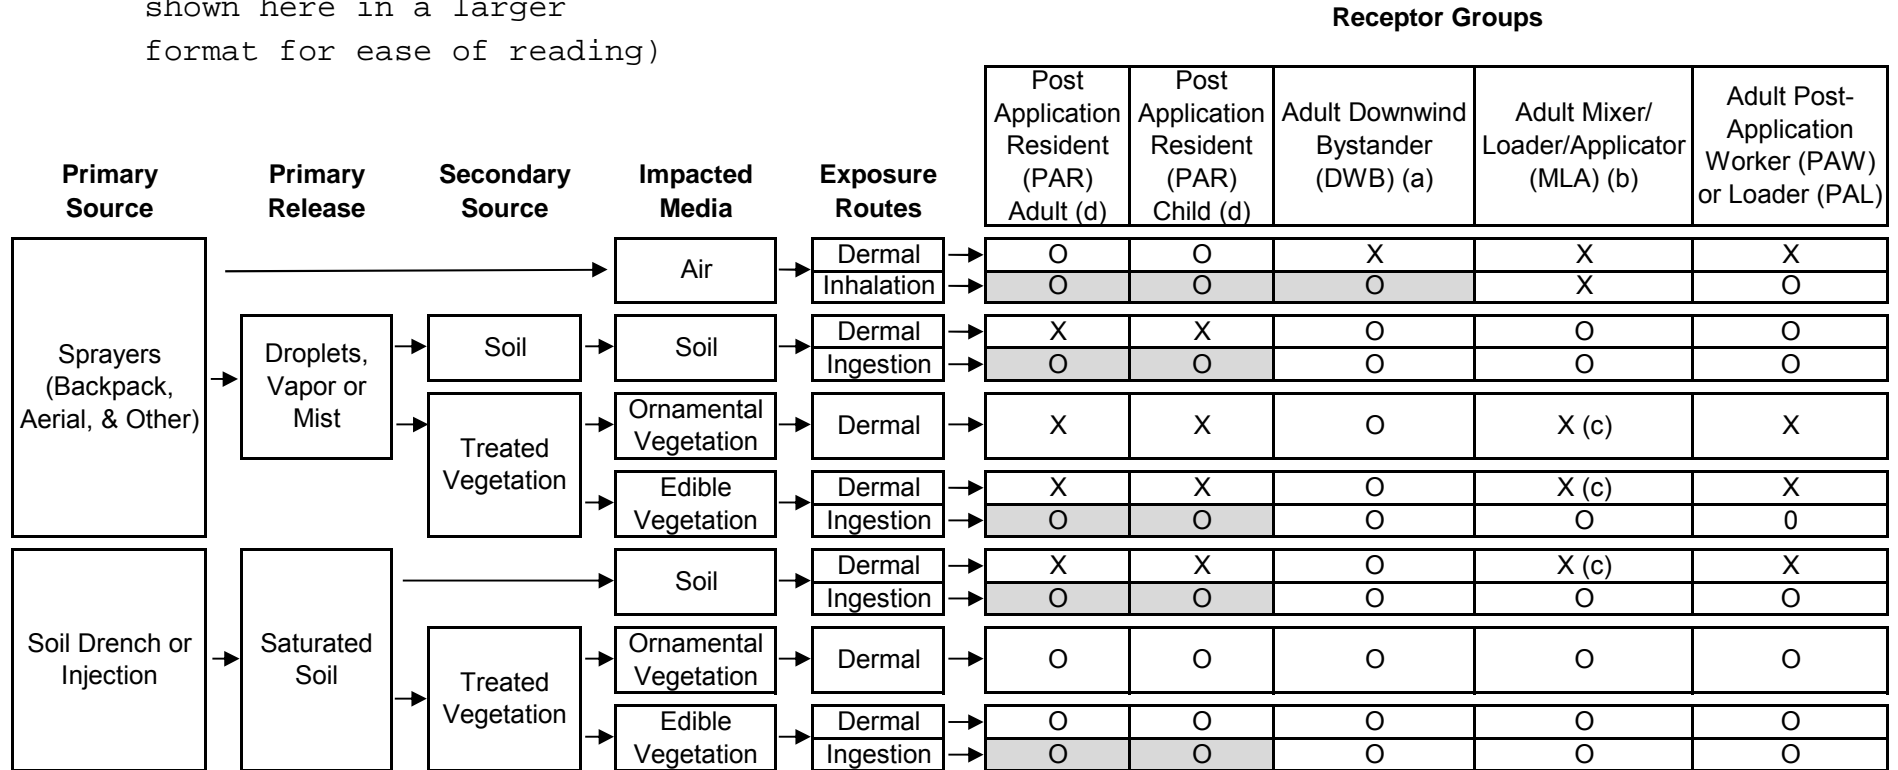 shown here in a larger
format for ease of reading)
Receptor Groups
Primary
Source
Primary
Release
Secondary
Source
Impacted
Media
Exposure
Routes
Post
Application
Resident
(PAR)
Adult (d)
Post
Application
Resident
(PAR)
Child (d)
Adult Downwind
Bystander
(DWB) (a)
Adult Mixer/
Loader/Applicator
(MLA) (b)
Adult Post-
Application
Worker (PAW)
or Loader (PAL)
Sprayers
(Backpack,
Aerial, & Other)
Droplets,
Vapor or
Mist
Soil
Treated
Vegetation
Air
Dermal O O X X X
Inhalation O O O X O
Soil
Dermal X X O O O
Ingestion O O O O O
Ornamental
Vegetation
Dermal X X O X (c) X
Edible
Vegetation
Dermal X X O X (c) X
Ingestion O O O O 0
Soil Drench or
Injection
Saturated
Soil
Treated
Vegetation
Soil
Dermal X X O X (c) X
Ingestion O O O O O
Ornamental
Vegetation
Dermal O O O O O
Edible
Vegetation
Dermal O O O O O
Ingestion O O O O O